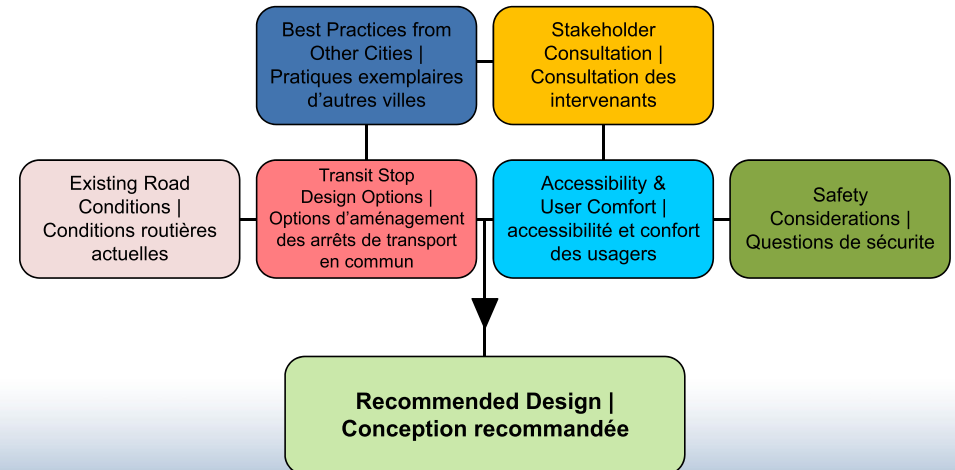 Best Practices from
Other Cities |
Pratiques exemplaires
d'autres villes
Stakeholder
Consultation |
Consultation des
intervenants
Existing Road
Conditions |
Conditions routières
actuelles
Transit Stop
Design Options |
Options d'aménagement
des arrêts de transport
en commun
Accessibility &
User Comfort |
accessibilité et confort
des usagers
Safety
Considerations |
Questions de sécurite
Recommended Design |
Conception recommandée